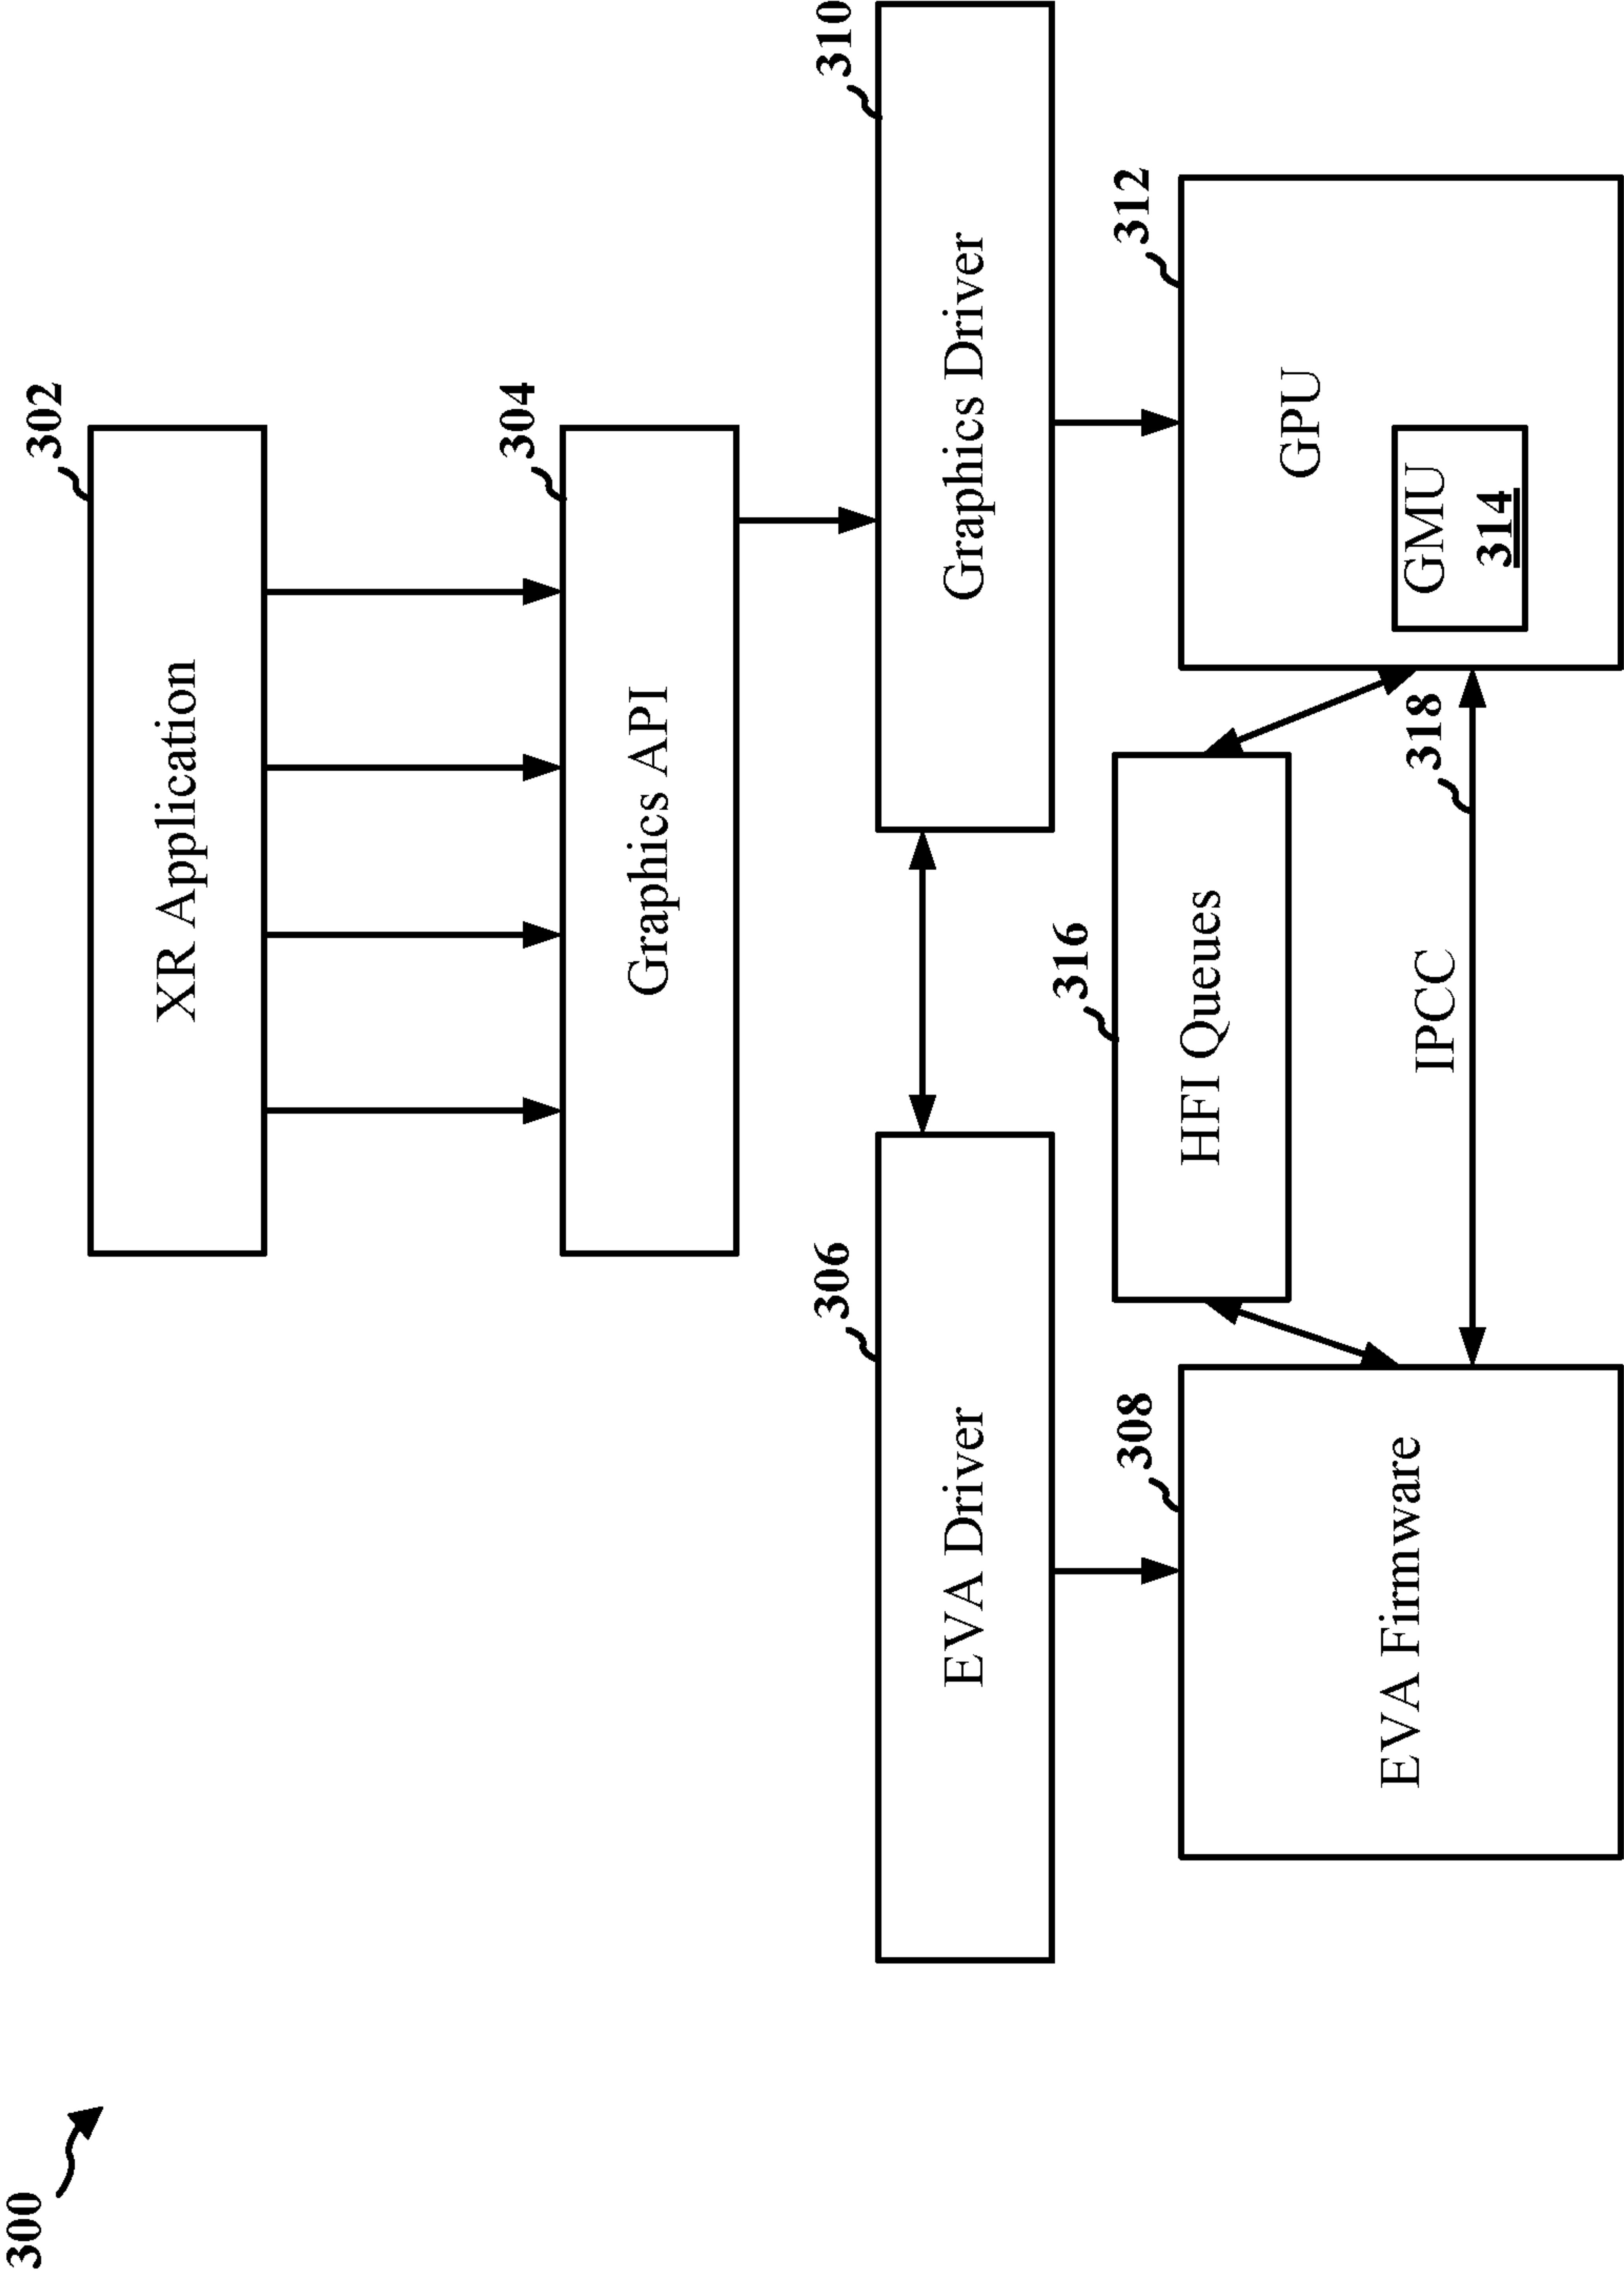 300
302
XR Application
304
Graphics API
306
EVA Driver
310
Graphics Driver
308
EVA Firmware
316
HFI Queues
312
GPU
GMU
314
318
IPCC